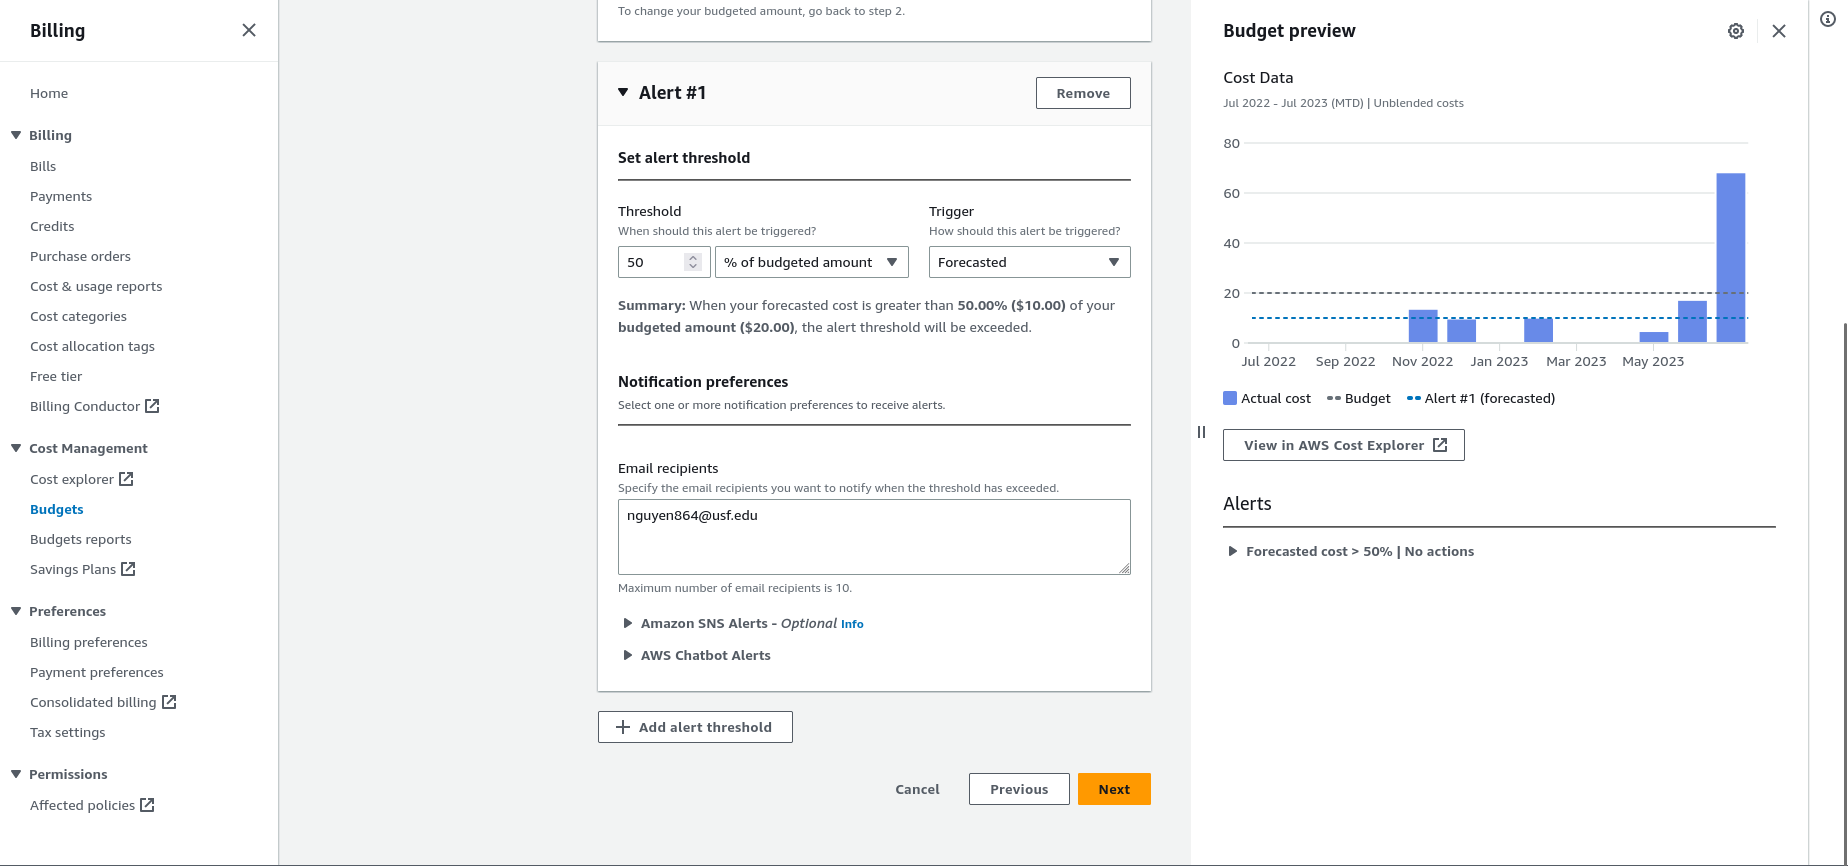 Billing
Home
Billing
Bills
Payments
Credits
Purchase orders
Cost & usage reports
Cost categories
Cost allocation tags
Free tier
Billing Conductor
Cost Management
Cost explorer
Budgets
Budgets reports
Savings Plans
Preferences
Billing preferences
Payment preferences
Consolidated billing
Tax settings
Permissions
Affected policies
To change your budgeted amount, go back to step 2.
Alert #1
Remove
Set alert threshold
Threshold
When should this alert be triggered?
50
% of budgeted amount
Trigger
How should this alert be triggered?
Forecasted
Summary: When your forecasted cost is greater than 50.00% ($10.00) of your
budgeted amount ($20.00), the alert threshold will be exceeded.
Notification preferences
Select one or more notification preferences to receive alerts.
Email recipients
Specify the email recipients you want to notify when the threshold has exceeded.
nguyen864@usf.edu
Maximum number of email recipients is 10.
Amazon SNS Alerts - Optional Info
AWS Chatbot Alerts
Add alert threshold
Cancel
Previous
Next
Budget preview
Cost Data
Jul 2022 - Jul 2023 (MTD) | Unblended costs
80
60
40
20
0
Jul 2022 Sep 2022 Nov 2022 Jan 2023 Mar 2023 May 2023
Actual cost Budget Alert #1 (forecasted)
View in AWS Cost Explorer
Alerts
Forecasted cost > 50% | No actions